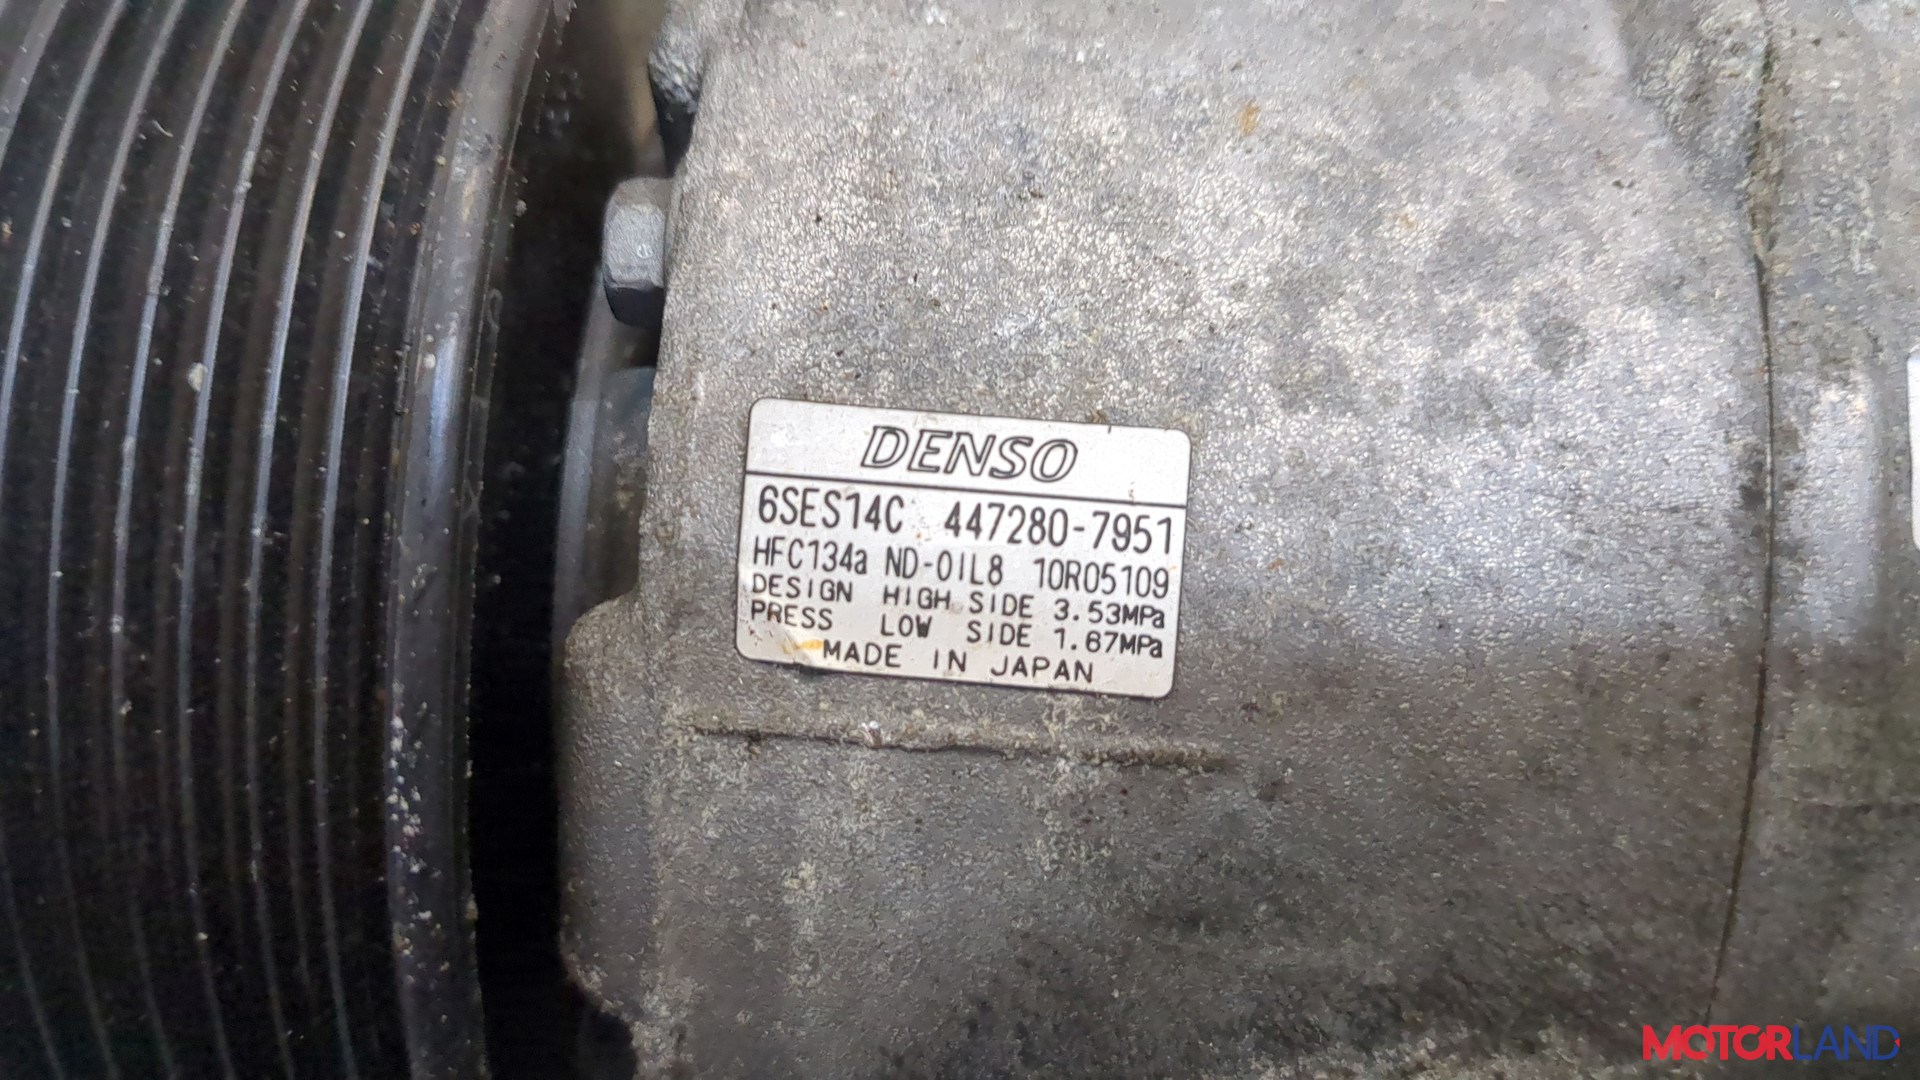 DENSO
6SES14C 447280-7951
HFC134a ND-OIL8 10R05109
DESIGN HIGH SIDE 3.53MPa
PRESS LOW SIDE 1.67MPa
MADE IN JAPAN
MOTORLAND